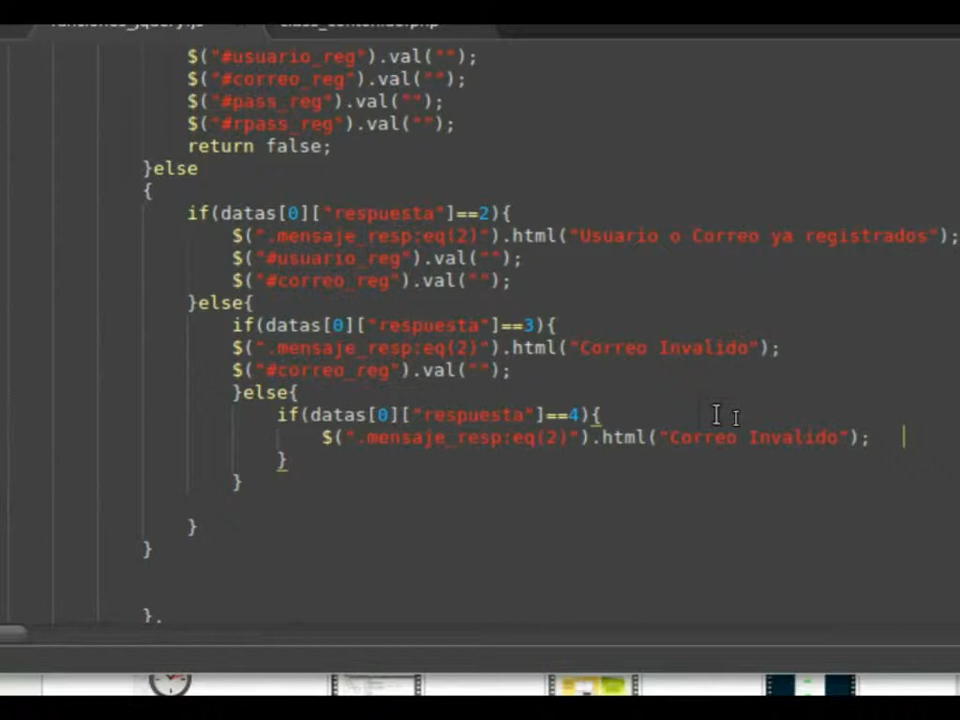 $("#usuario_reg").val("");
$("#correo_reg").val("");
$("#pass_reg").val("");
$("#rpass_reg").val("");
return false;
}else
{
if(datas[0]["respuesta"]==2){
$(".mensaje_resp:eq(2)").html("Usuario o Correo ya registrados");
$("#usuario_reg").val("");
$("#correo_reg").val("");
}else{
if(datas[0]["respuesta"]==3){
$(".mensaje_resp:eq(2)").html("Correo Invalido");
$("#correo_reg").val("");
}else{
if(datas[0]["respuesta"]==4){
$(".mensaje_resp:eq(2)").html("Correo Invalido");
}
}
}
}
},